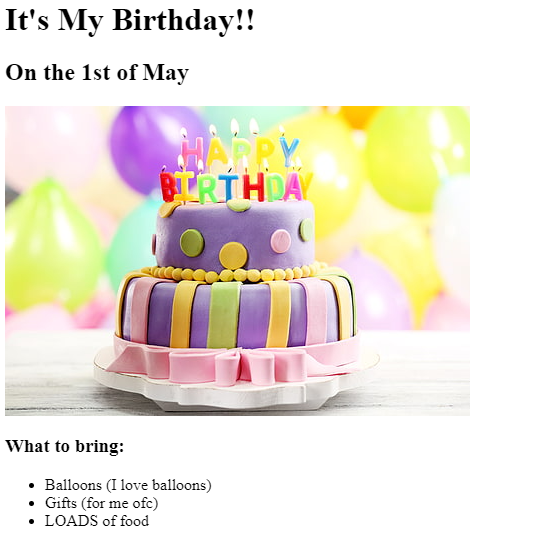 It's My Birthday!!
On the 1st of May
HAPPY
BIRTHDAY
What to bring:
Balloons (I love balloons)
Gifts (for me ofc)
LOADS of food